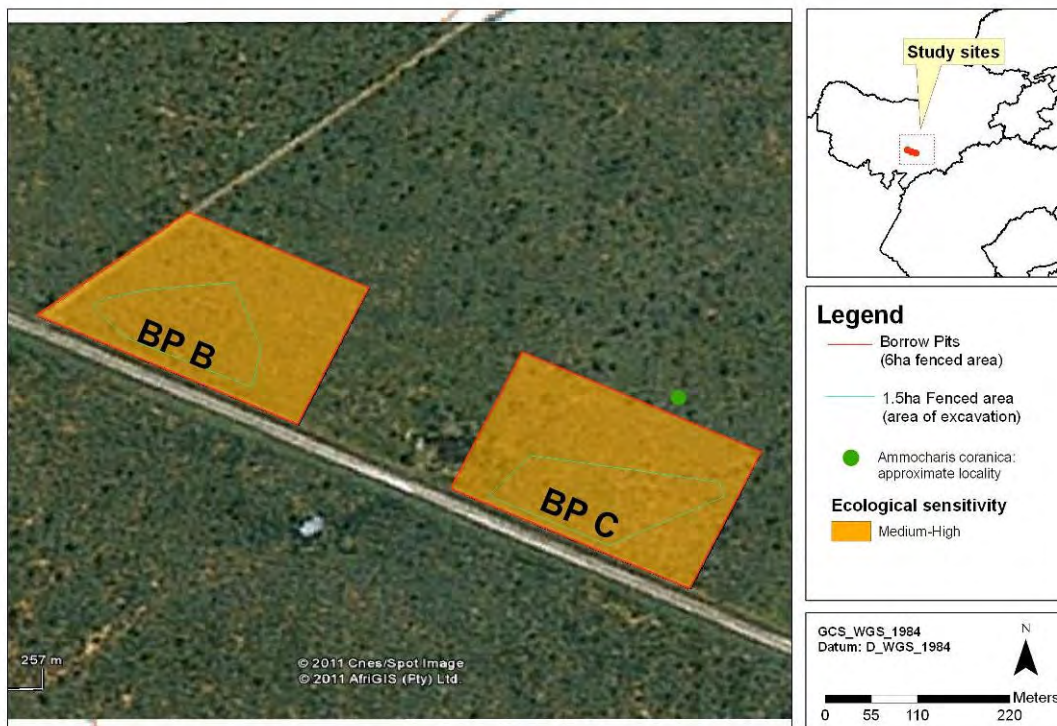 BP B
BP C
257 m
© 2011 Cnes/Spot Image
© 2011 AfriGIS (Pty) Ltd
Study sites
Legend
Borrow Pits
(6ha fenced area)
1.5ha Fenced area
(area of excavation)
Ammocharis coranica:
approximate locality
Ecological sensitivity
Medium-High
GCS_WGS_1984
Datum: D_WGS_1984
N
Meters
0 55 110 220